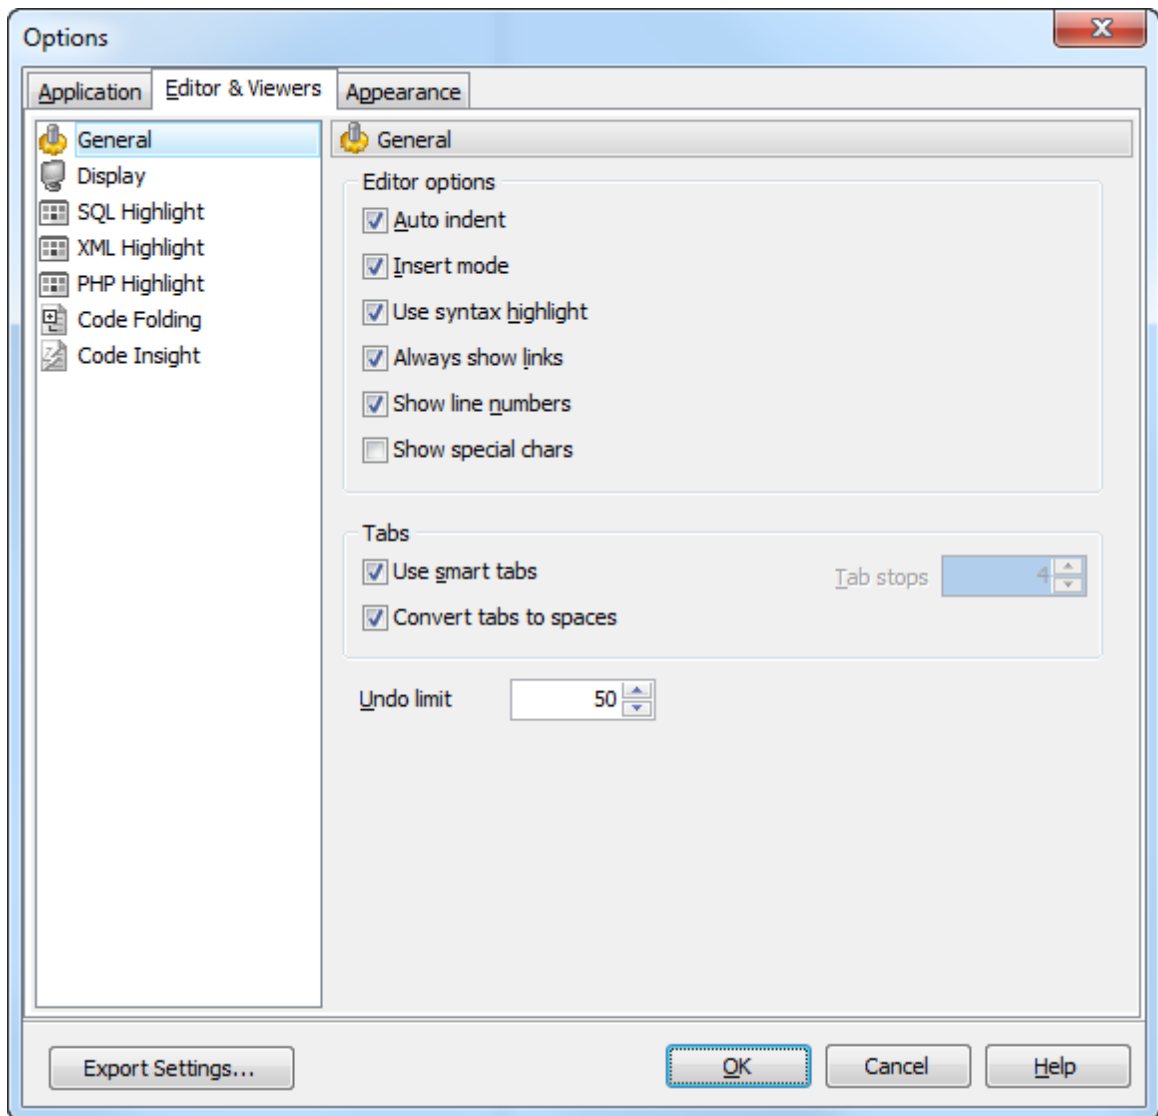 Options
Application
Editor & Viewers
Appearance
General
Display
SQL Highlight
XML Highlight
PHP Highlight
Code Folding
Code Insight
General
Editor options
Auto indent
Insert mode
Use syntax highlight
Always show links
Show line numbers
Show special chars
Tabs
Use smart tabs
Tab stops 4
Convert tabs to spaces
Undo limit 50
Export Settings...
OK
Cancel
Help